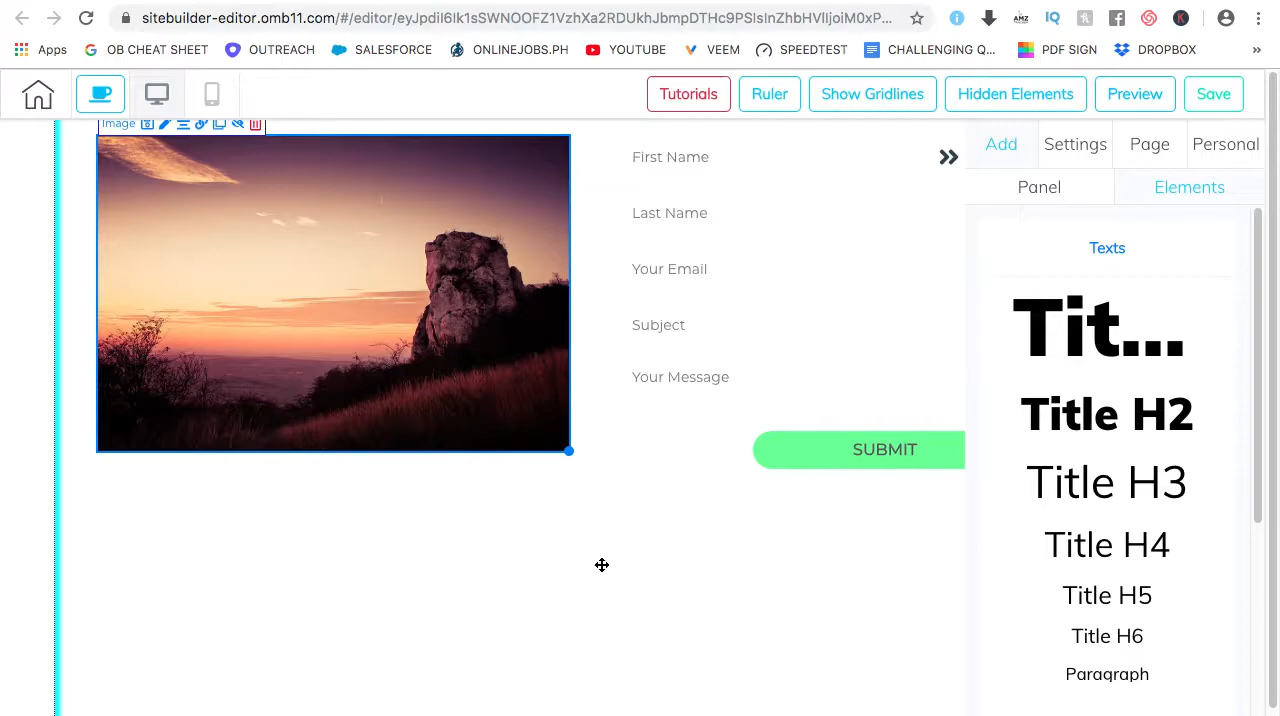 sitebuilder-editor.omb11.com/#/editor/eyJpdiI6Ik1sSWNOOFZ1VzhXa2RDUkhJbmpDTHc9PSIsInZhbHVlIjoiM0xP...
Apps
OB CHEAT SHEET
OUTREACH
SALESFORCE
ONLINEJOBS.PH
YOUTUBE
VEEM
EEDTEST
CHALLENGING Q...
PDF SIGN
DROPBOX
Tutorials
Ruler
Show Gridlines
Hidden Elements
Preview
Save
Image
First Name
Last Name
Your Email
Subject
Your Message
SUBMIT
Add
Settings
Page
Personal
Panel
Elements
Texts
Tit...
Title H2
Title H3
Title H4
Title H5
Title H6
Paragraph